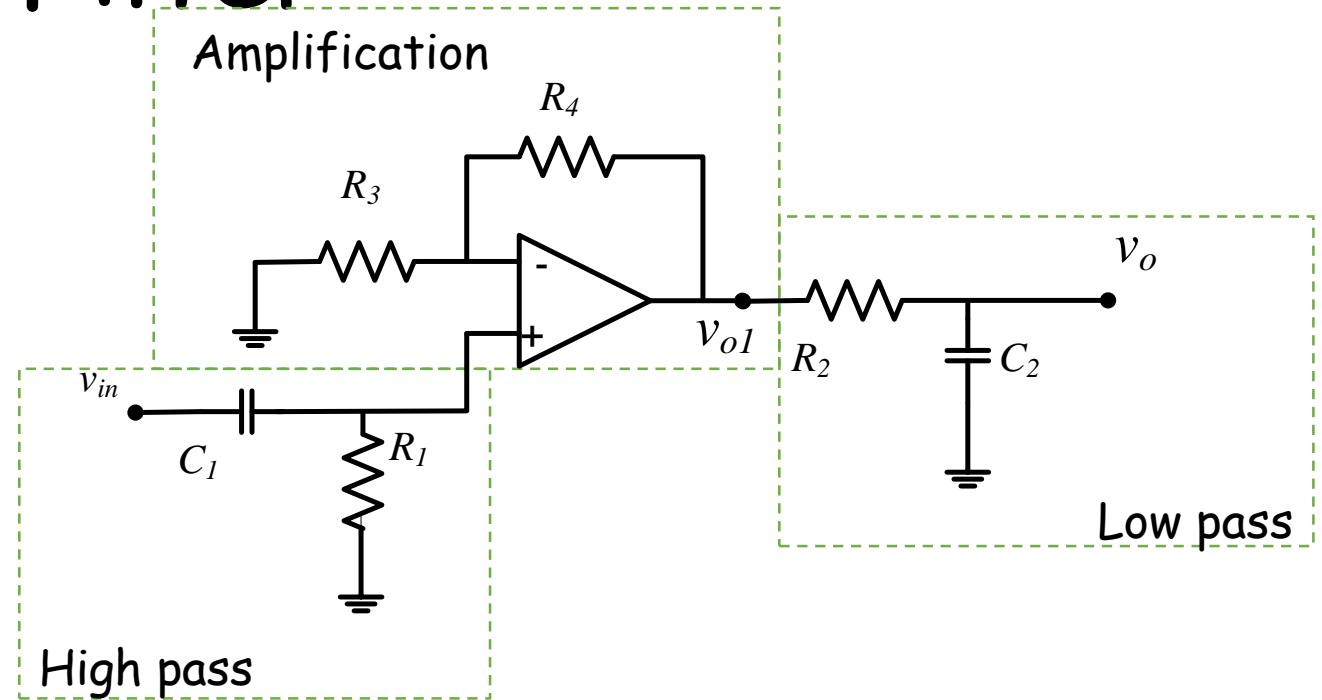 Amplification
R4
R3
-
+
vo1
vo
R2
C2
vin
C1
R1
Low pass
High pass